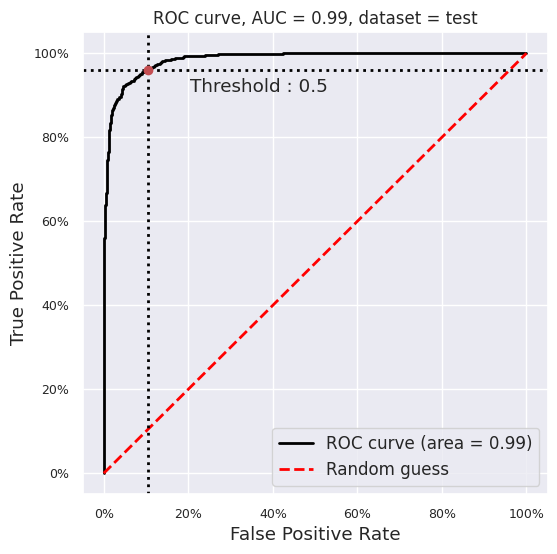 ROC curve, AUC = 0.99, dataset = test
100%
80%
60%
40%
20%
0%
True Positive Rate
Threshold : 0.5
ROC curve (area = 0.99)
Random guess
0%
20%
40%
60%
80%
100%
False Positive Rate